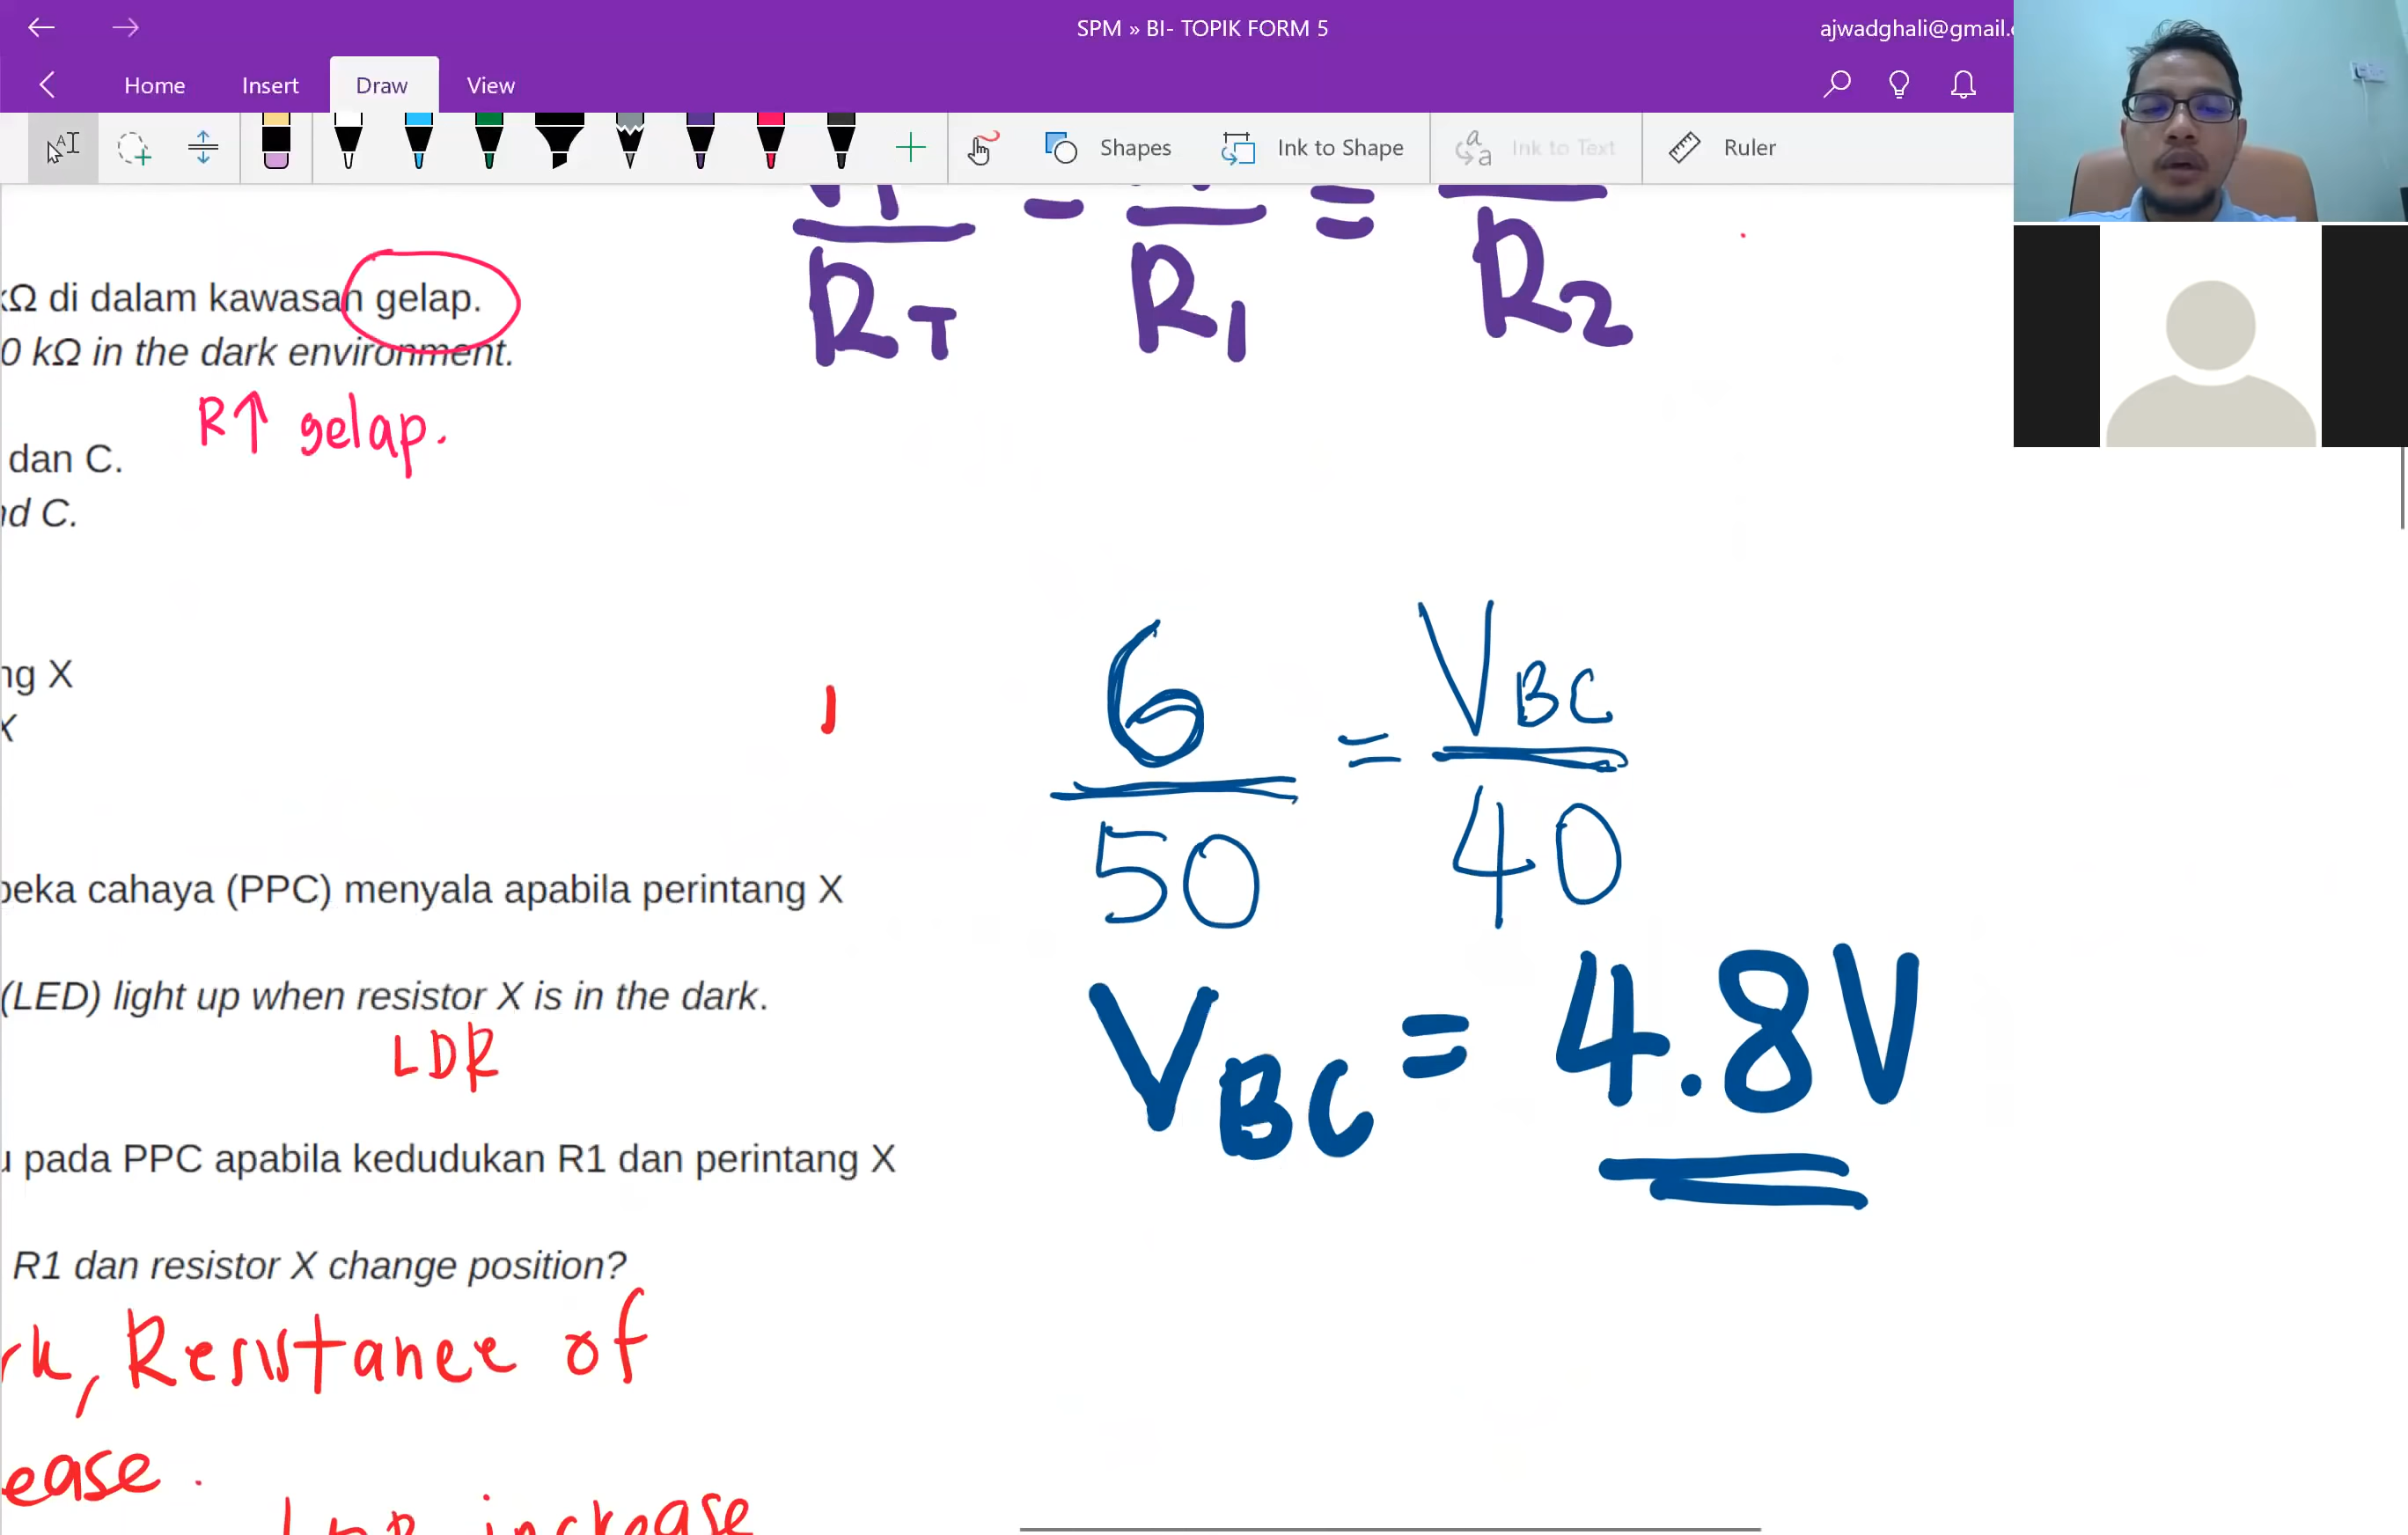 SPM » BI- TOPIK FORM 5
ajwadghali@gmail.
Home Insert Draw View
Shapes Ink to Shape Ink to Text Ruler
RT R1 = R2
kΩ di dalam kawasan gelap.
0 kΩ in the dark environment.
R↑ gelap.
dan C.
nd C.
ng X
X
6/50 = VBC/40
VBC = 4.8V
peka cahaya (PPC) menyala apabila perintang X
(LED) light up when resistor X is in the dark.
LDR
u pada PPC apabila kedudukan R1 dan perintang X
R1 dan resistor X change position?
rk, Resistance of
ease.
LDR increase